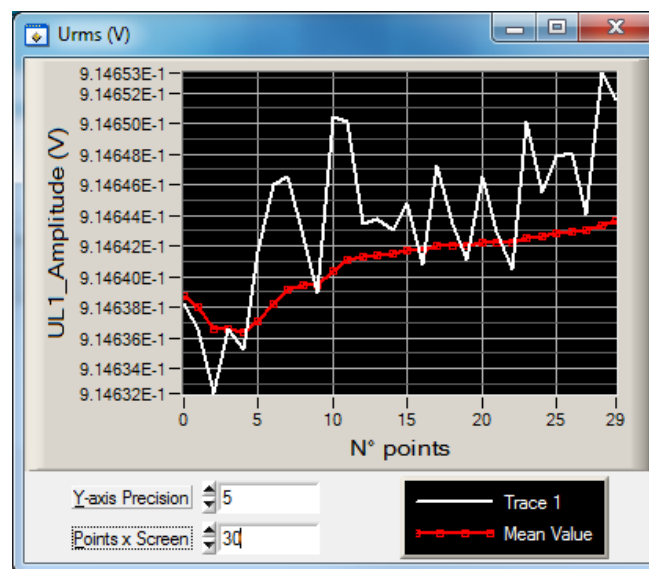 Urms (V)
9.14653E-1
9.14652E-1
9.14650E-1
9.14648E-1
9.14646E-1
9.14644E-1
9.14642E-1
9.14640E-1
9.14638E-1
9.14636E-1
9.14634E-1
9.14632E-1
UL1_Amplitude (V)
0 5 10 15 20 25 29
N° points
Y-axis Precision 5
Points x Screen 30
Trace 1
Mean Value